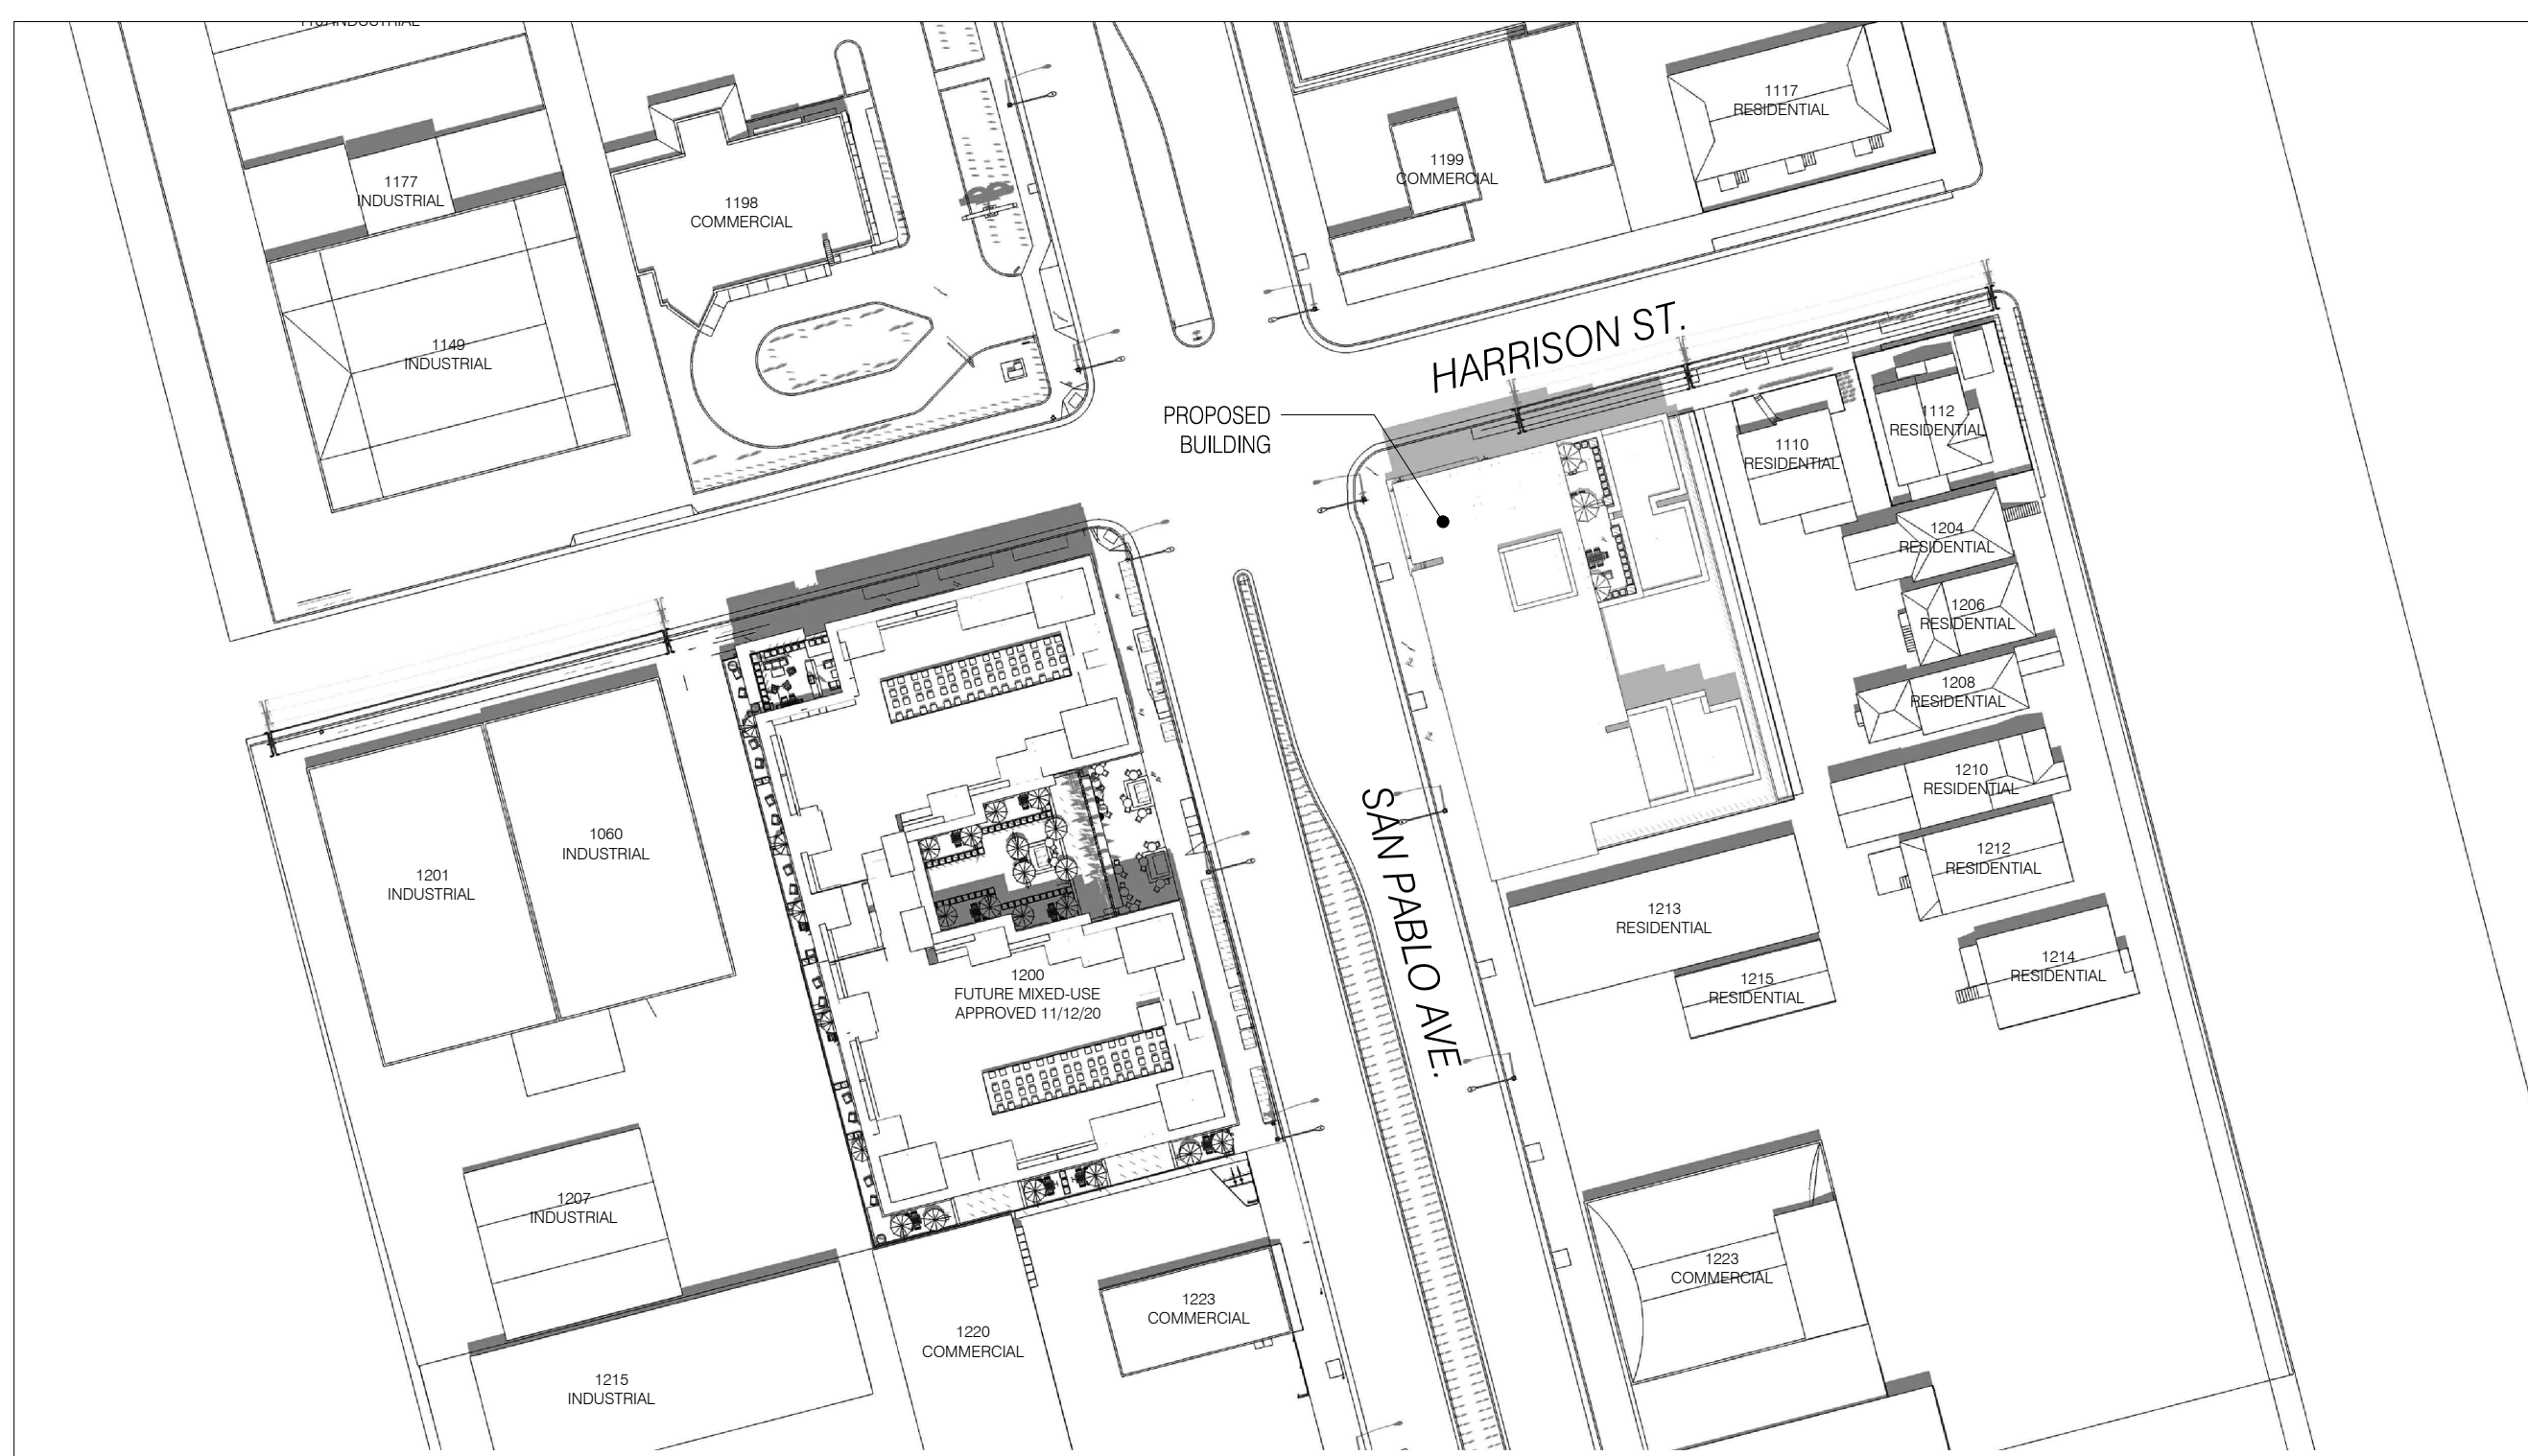 1177
INDUSTRIAL
1198
COMMERCIAL
1149
INDUSTRIAL
1117
RESIDENTIAL
1199
COMMERCIAL
HARRISON ST.
PROPOSED
BUILDING
1112
RESIDENTIAL
1110
RESIDENTIAL
1204
RESIDENTIAL
1206
RESIDENTIAL
1208
RESIDENTIAL
1210
RESIDENTIAL
1212
RESIDENTIAL
1214
RESIDENTIAL
1213
RESIDENTIAL
1215
RESIDENTIAL
SAN PABLO AVE.
1060
INDUSTRIAL
1201
INDUSTRIAL
1200
FUTURE MIXED-USE
APPROVED 11/12/20
1207
INDUSTRIAL
1215
INDUSTRIAL
1220
COMMERCIAL
1223
COMMERCIAL
1223
COMMERCIAL